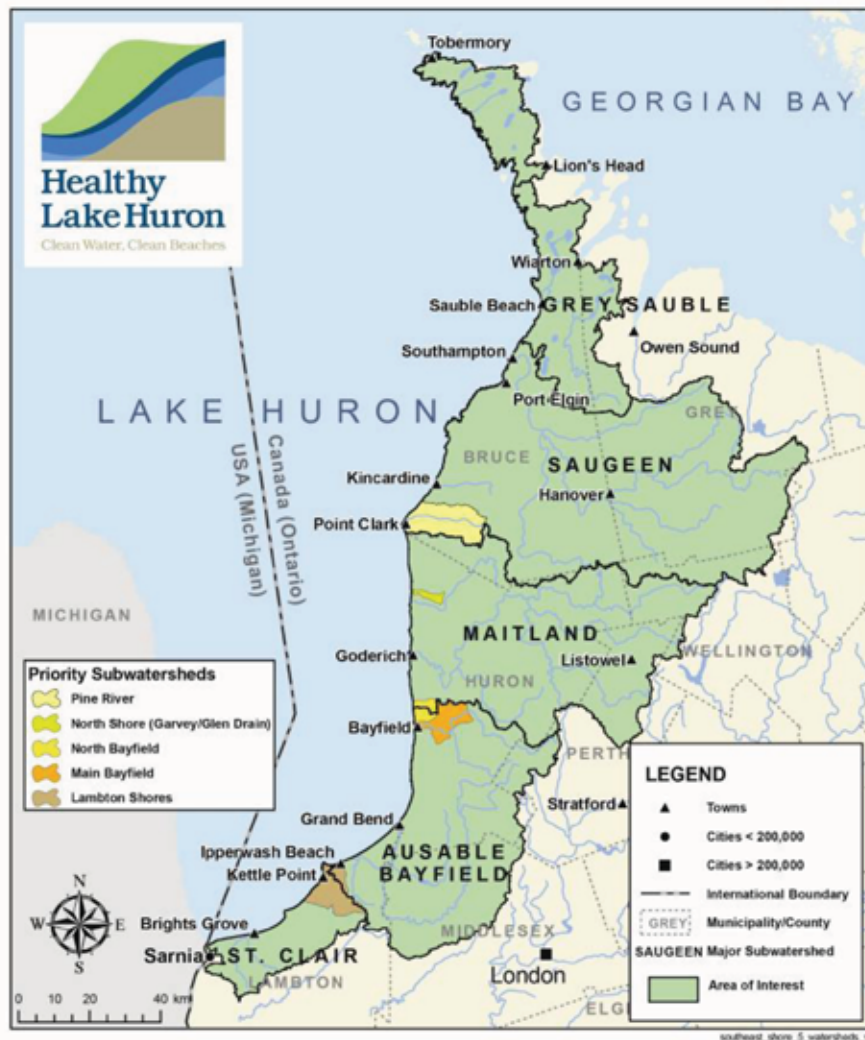 Tobermory
GEORGIAN BAY
Healthy
Lake Huron
Clean Water, Clean Beaches
Lion's Head
Wiarton
Sauble Beach
GREY SAUBLE
Southampton
Owen Sound
Port Elgin
LAKE HURON
GREY
BRUCE
SAUGEEN
Kincardine
Hanover
Point Clark
Canada (Ontario)
USA (Michigan)
MICHIGAN
MAITLAND
Goderich
Listowel
WELLINGTON
HURON
Priority Subwatersheds
Pine River
North Shore (Garvey/Glen Drain)
North Bayfield
Main Bayfield
Lambton Shores
Bayfield
PERTH
Stratford
Grand Bend
Ipperwash Beach
AUSABLE
BAYFIELD
Kettle Point
LEGEND
Towns
Cities < 200,000
Cities > 200,000
International Boundary
GREY Municipality/County
SAUGEEN Major Subwatershed
Area of Interest
N
W E
S
Brights Grove
MIDDLESEX
Sarnia
ST. CLAIR
LAMBTON
London
ELG
0 10 20 40 km
southeast_shore_5_watersheds